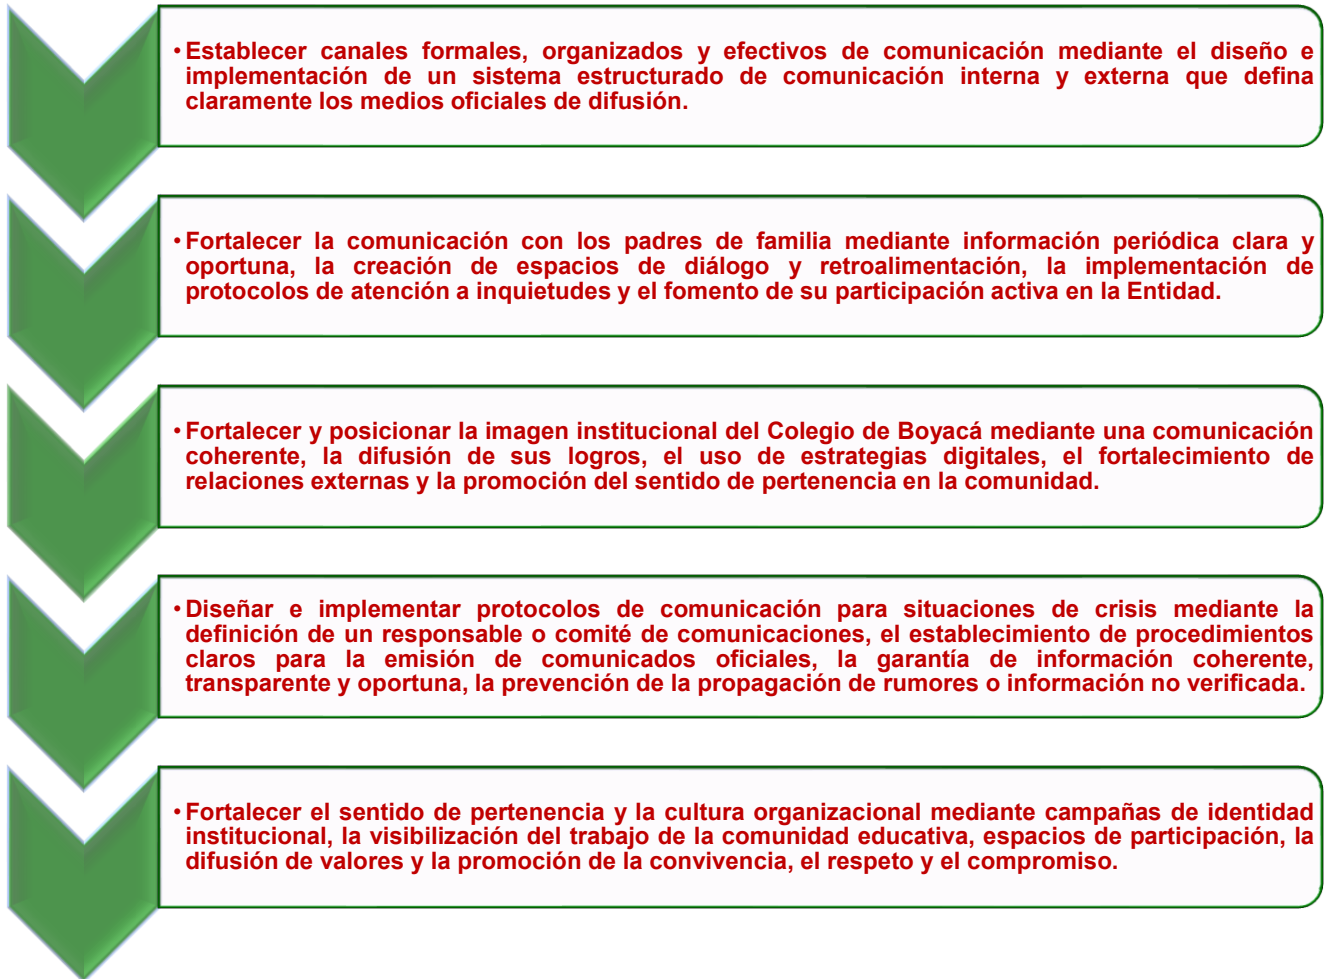 • Establecer canales formales, organizados y efectivos de comunicación mediante el diseño e
implementación de un sistema estructurado de comunicación interna y externa que defina
claramente los medios oficiales de difusión.
• Fortalecer la comunicación con los padres de familia mediante información periódica clara y
oportuna, la creación de espacios de diálogo y retroalimentación, la implementación de
protocolos de atención a inquietudes y el fomento de su participación activa en la Entidad.
• Fortalecer y posicionar la imagen institucional del Colegio de Boyacá mediante una comunicación
coherente, la difusión de sus logros, el uso de estrategias digitales, el fortalecimiento de
relaciones externas y la promoción del sentido de pertenencia en la comunidad.
• Diseñar e implementar protocolos de comunicación para situaciones de crisis mediante la
definición de un responsable o comité de comunicaciones, el establecimiento de procedimientos
claros para la emisión de comunicados oficiales, la garantía de información coherente,
transparente y oportuna, la prevención de la propagación de rumores o información no verificada.
• Fortalecer el sentido de pertenencia y la cultura organizacional mediante campañas de identidad
institucional, la visibilización del trabajo de la comunidad educativa, espacios de participación, la
difusión de valores y la promoción de la convivencia, el respeto y el compromiso.